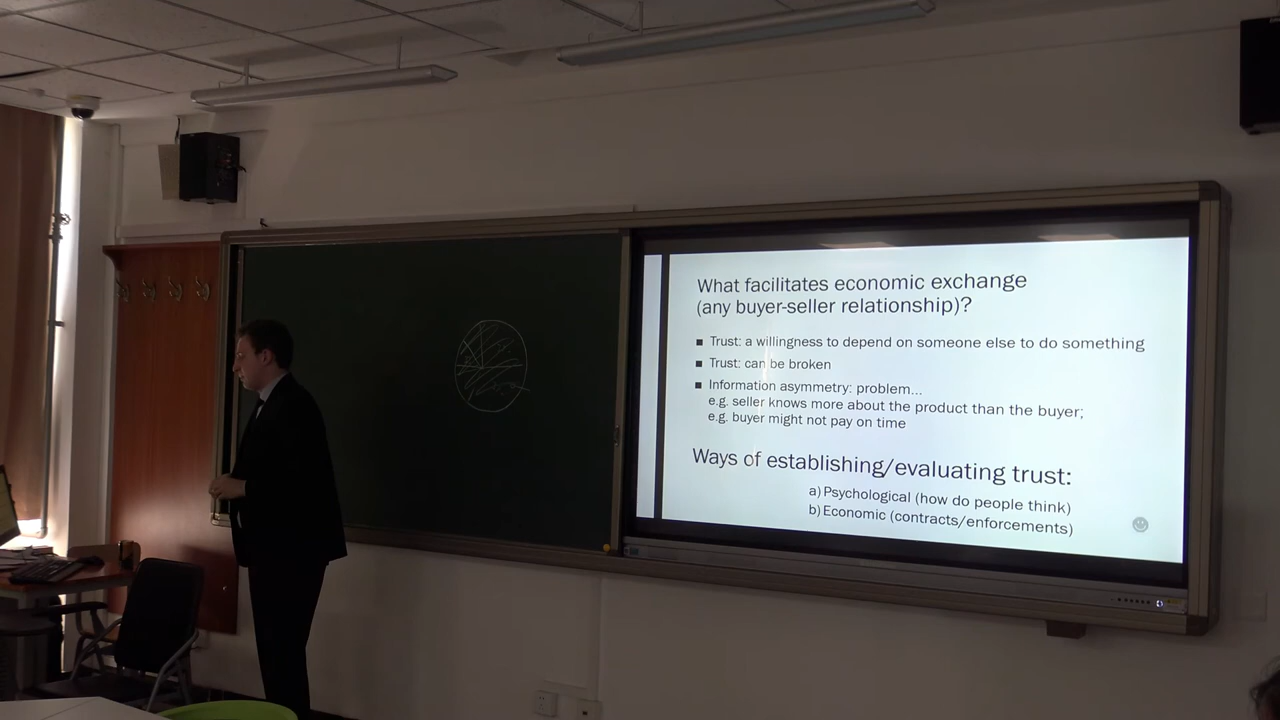 What facilitates economic exchange
(any buyer-seller relationship)?
Trust: a willingness to depend on someone else to do something
Trust: can be broken
Information asymmetry: problem...
e.g. seller knows more about the product than the buyer;
e.g. buyer might not pay on time
Ways of establishing/evaluating trust:
a) Psychological (how do people think)
b) Economic (contracts/enforcements)